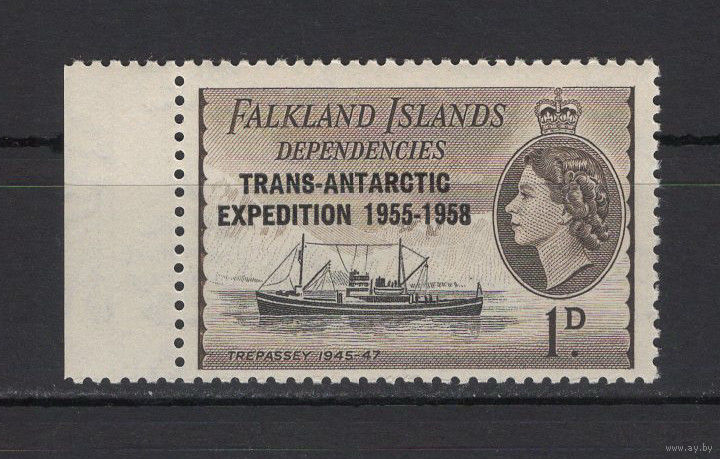 FALKLAND ISLANDS
DEPENDENCIES
TRANS-ANTARCTIC
EXPEDITION 1955-1958
1D.
TREPASSEY 1945-47
www.ay.by